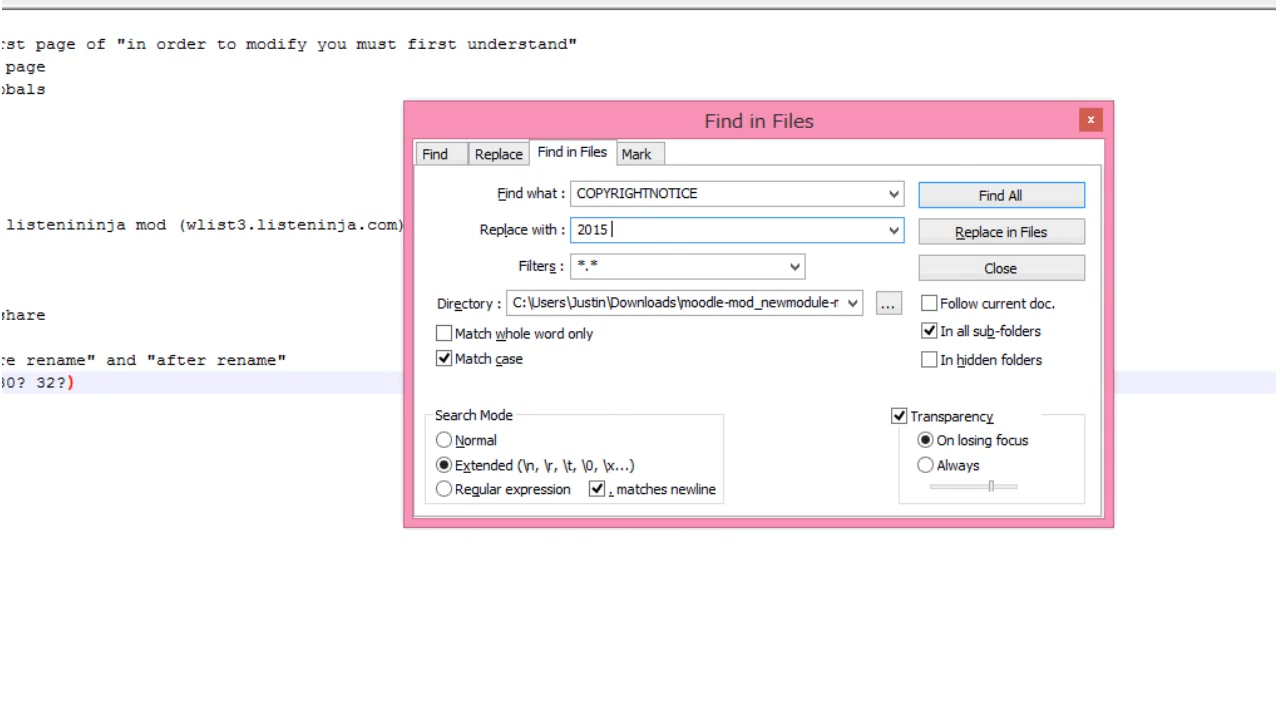 rst page of "in order to modify you must first understand"
page
obals
listenininja mod (wlist3.listeninja.com)
share
re rename" and "after rename"
30? 32?)
Find in Files
x
Find
Replace
Find in Files
Mark
Find what :
COPYRIGHTNOTICE
Find All
Replace with :
2015
Replace in Files
Filters :
*.*
Close
Directory :
C:\Users\Justin\Downloads\moodle-mod_newmodule-r
...
Follow current doc.
Match whole word only
In all sub-folders
Match case
In hidden folders
Search Mode
Transparency
Normal
On losing focus
Extended (\n, \r, \t, \0, \x...)
Always
Regular expression
. matches newline